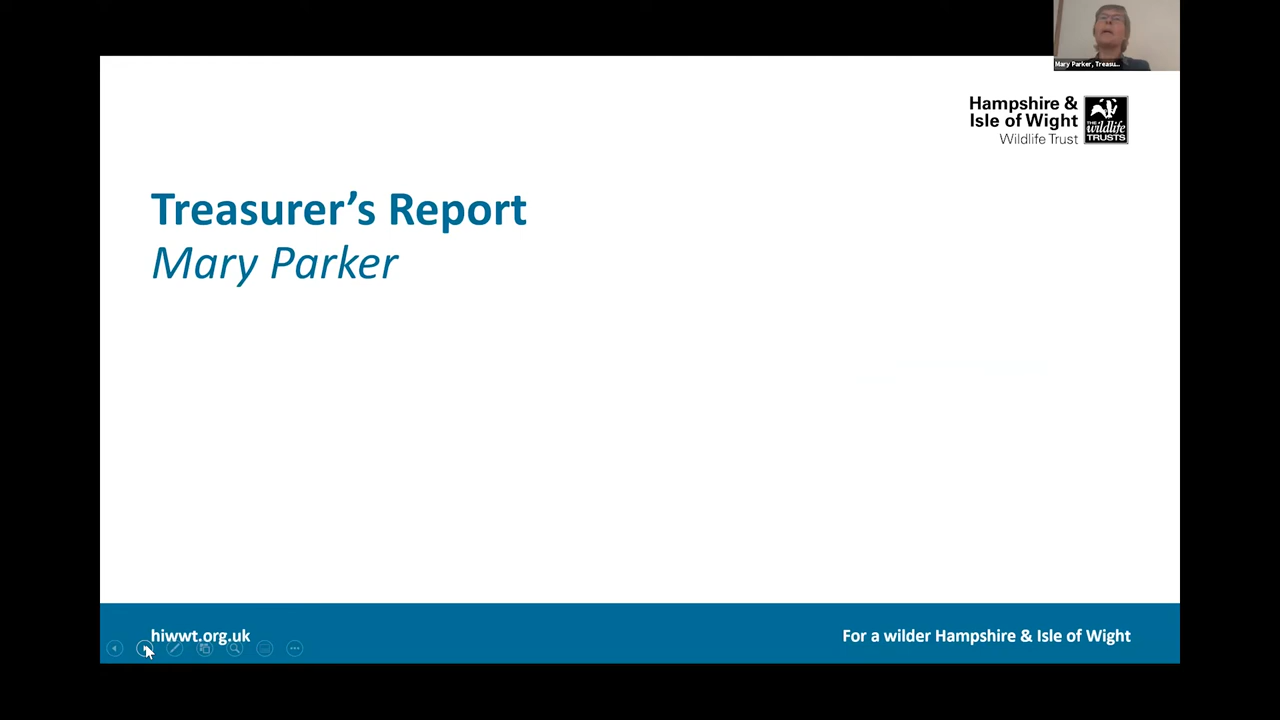 Mary Parker, Treasu...
Hampshire &
Isle of Wight
Wildlife Trust
THE
wildlife
TRUSTS
Treasurer’s Report
Mary Parker
hiwwt.org.uk
For a wilder Hampshire & Isle of Wight